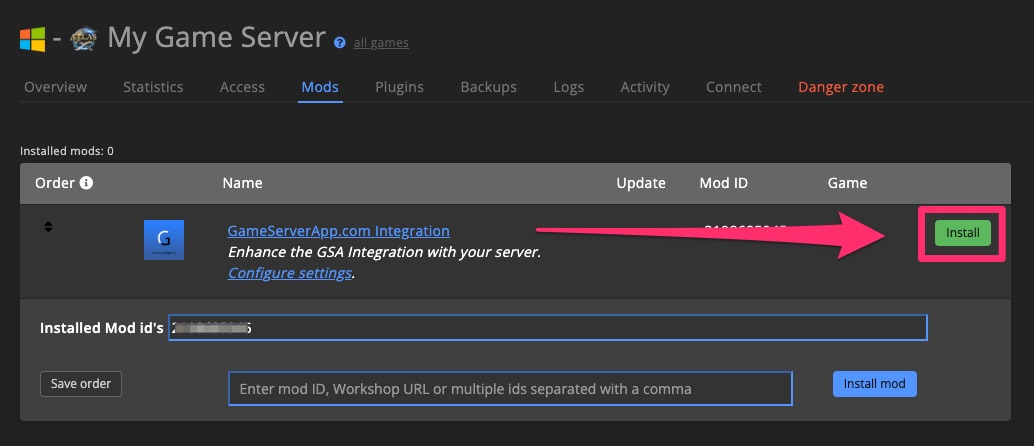 - ATLAS My Game Server ? all games
Overview Statistics Access Mods Plugins Backups Logs Activity Connect Danger zone
Installed mods: 0
Order i Name Update Mod ID Game
G GameServerApp.com Integration Install
Enhance the GSA Integration with your server.
Configure settings.
Installed Mod id's
Save order Enter mod ID, Workshop URL or multiple ids separated with a comma Install mod